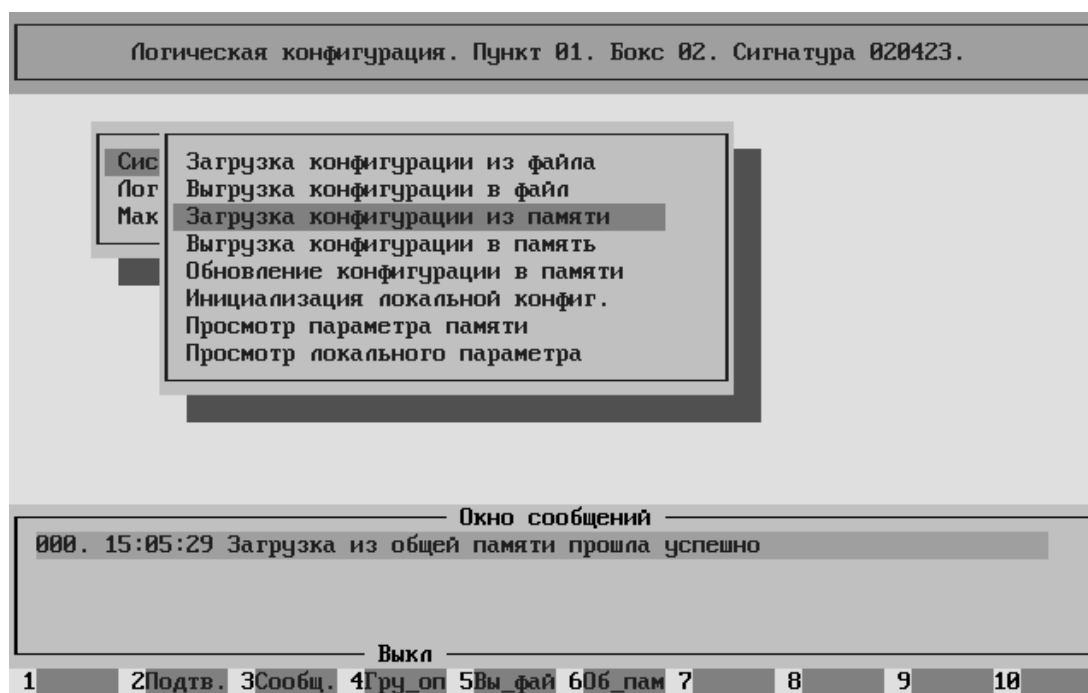 Логическая конфигурация. Пункт 01. Бокс 02. Сигнатура 020423.
Сис
Лог
Мак
Загрузка конфигурации из файла
Выгрузка конфигурации в файл
Загрузка конфигурации из памяти
Выгрузка конфигурации в память
Обновление конфигурации в памяти
Инициализация локальной конфиг.
Просмотр параметра памяти
Просмотр локального параметра
Окно сообщений
000. 15:05:29 Загрузка из общей памяти прошла успешно
Выкл
1 2Подтв. 3Сообщ. 4Гру_оп 5Вы_фай 6Об_пам 7 8 9 10